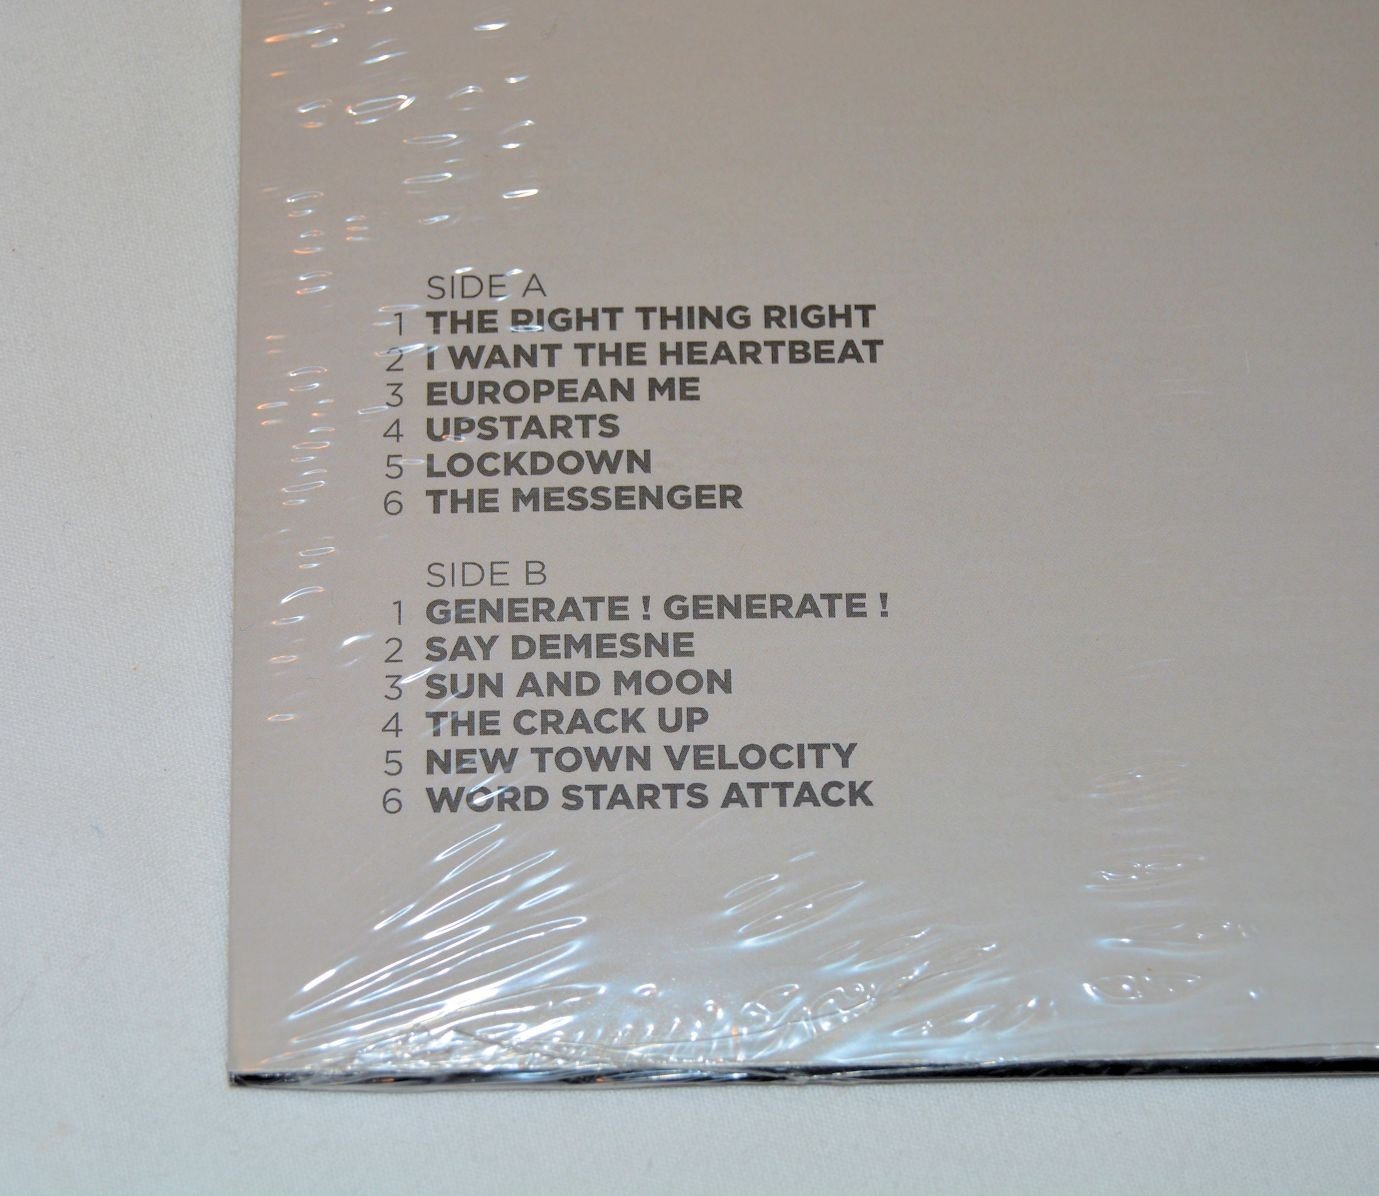 SIDE A
1 THE RIGHT THING RIGHT
2 I WANT THE HEARTBEAT
3 EUROPEAN ME
4 UPSTARTS
5 LOCKDOWN
6 THE MESSENGER
SIDE B
1 GENERATE ! GENERATE !
2 SAY DEMESNE
3 SUN AND MOON
4 THE CRACK UP
5 NEW TOWN VELOCITY
6 WORD STARTS ATTACK